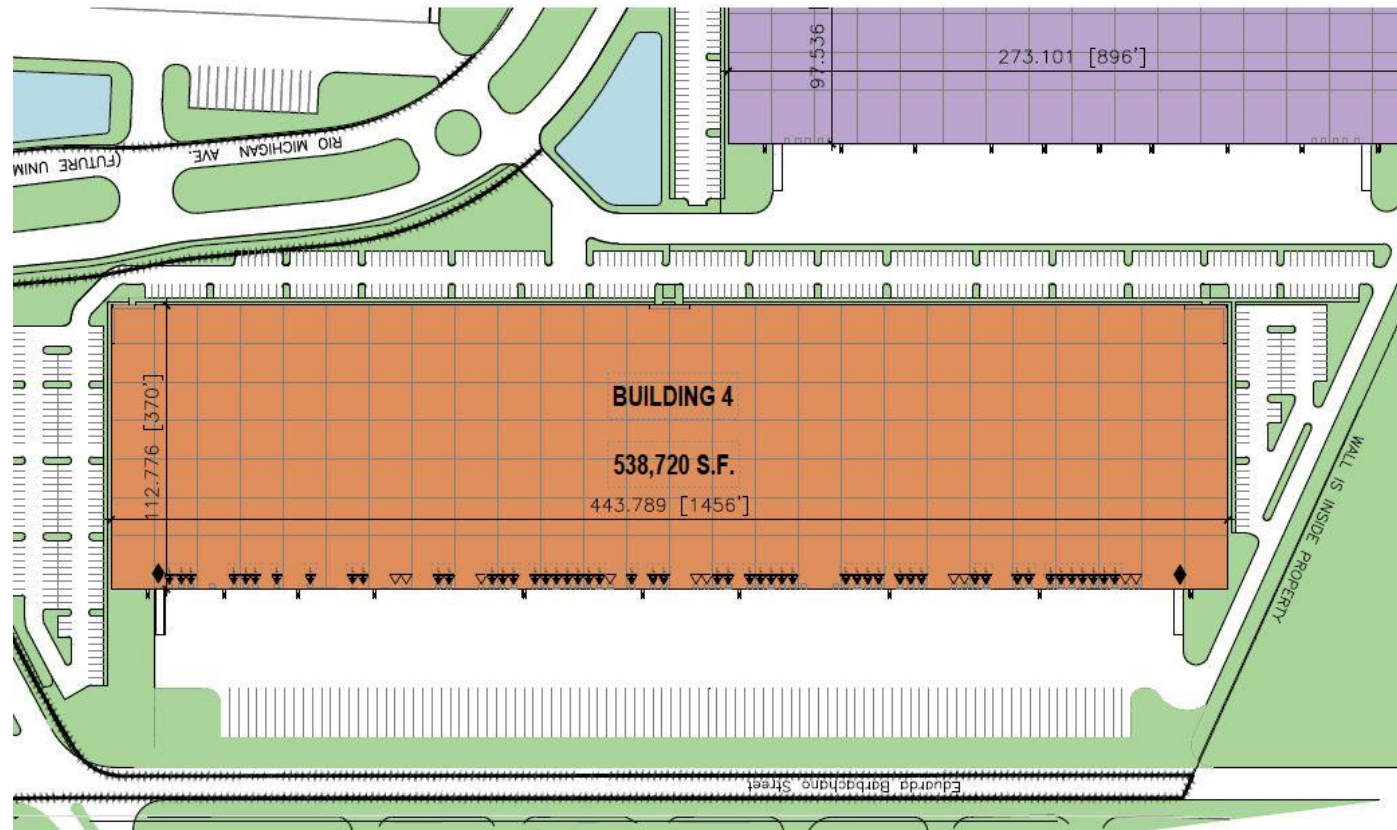 97.536
273.101 [896']
RIO MICHIGAN AVE.
(FUTURE UNIM
BUILDING 4
112.776 [370']
538,720 S.F.
443.789 [1456']
WALL IS INSIDE PROPERTY
Eduarda Barbachano Street